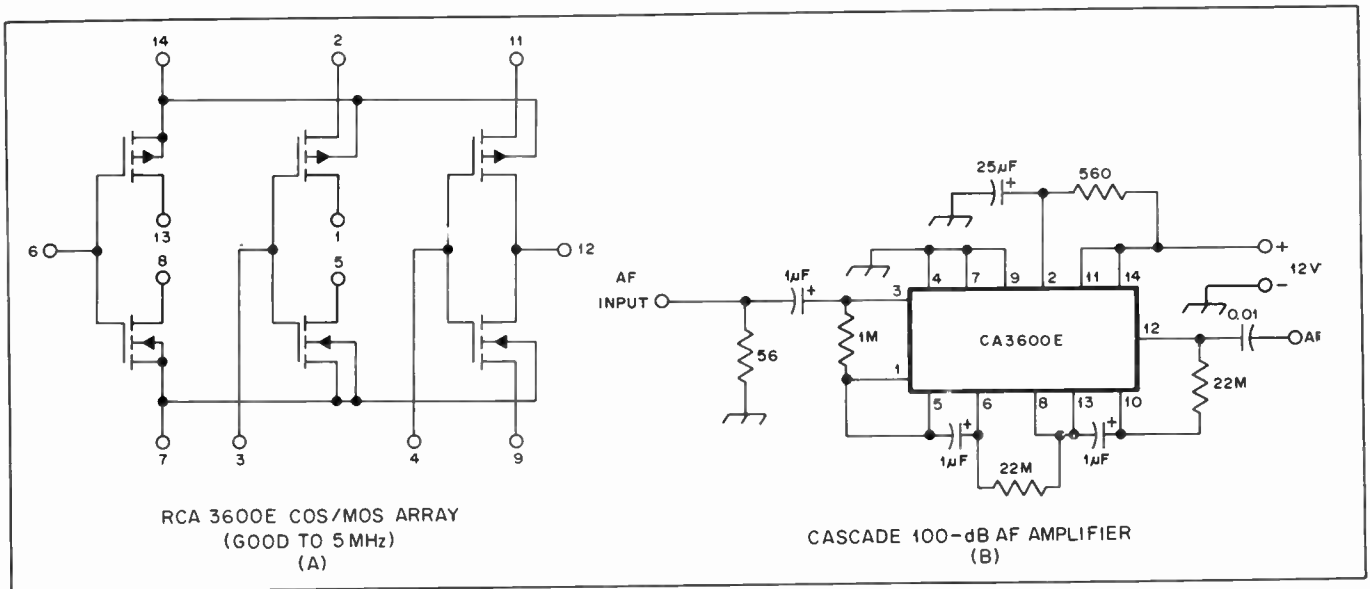 14
2
11
6
13
8
1
5
12
7
3
4
9
RCA 3600E COS/MOS ARRAY
(GOOD TO 5 MHz)
(A)
25µF
+
560
AF
INPUT
1µF
+
1M
56
4
7
9
2
11
14
3
1
CA3600E
12
5
6
8
13
10
+
12V
-
0.01
AF
22M
1µF
+
22M
1µF
+
CASCADE 100-dB AF AMPLIFIER
(B)